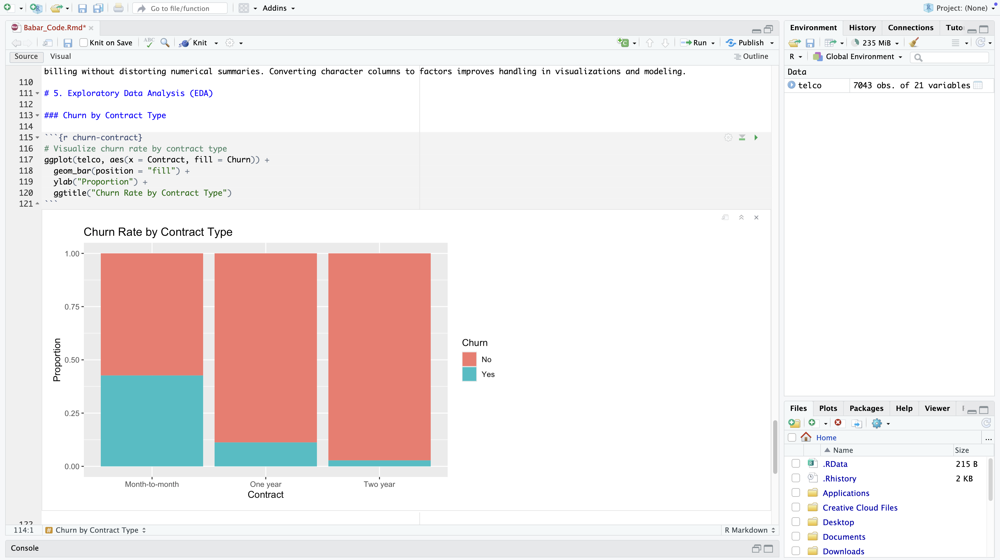 Go to file/function
Addins
Project: (None)
Babar_Code.Rmd*
Knit on Save
ABC
Knit
Run
Publish
Source
Visual
Outline
billing without distorting numerical summaries. Converting character columns to factors improves handling in visualizations and modeling.
110
111 # 5. Exploratory Data Analysis (EDA)
112
113 ### Churn by Contract Type
114
115 ```{r churn-contract}
116 # Visualize churn rate by contract type
117 ggplot(telco, aes(x = Contract, fill = Churn)) +
118 geom_bar(position = "fill") +
119 ylab("Proportion") +
120 ggtitle("Churn Rate by Contract Type")
121 ```
Churn Rate by Contract Type
1.00
0.75
0.50
0.25
0.00
Proportion
Month-to-month
One year
Two year
Contract
Churn
No
Yes
122
114:1
# Churn by Contract Type
R Markdown
Console
Environment
History
Connections
Tuto
235 MiB
R
Global Environment
Data
telco
7043 obs. of 21 variables
Files
Plots
Packages
Help
Viewer
Home
...
Name
Size
.RData
215 B
.Rhistory
2 KB
Applications
Creative Cloud Files
Desktop
Documents
Downloads